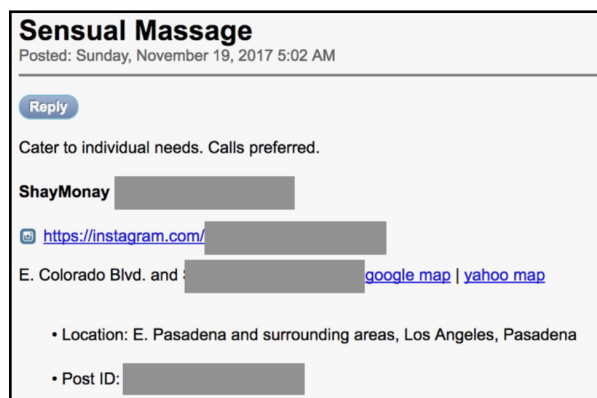 Sensual Massage
Posted: Sunday, November 19, 2017 5:02 AM
Reply
Cater to individual needs. Calls preferred.
ShayMonay
https://instagram.com/
E. Colorado Blvd. and google map | yahoo map
• Location: E. Pasadena and surrounding areas, Los Angeles, Pasadena
• Post ID: